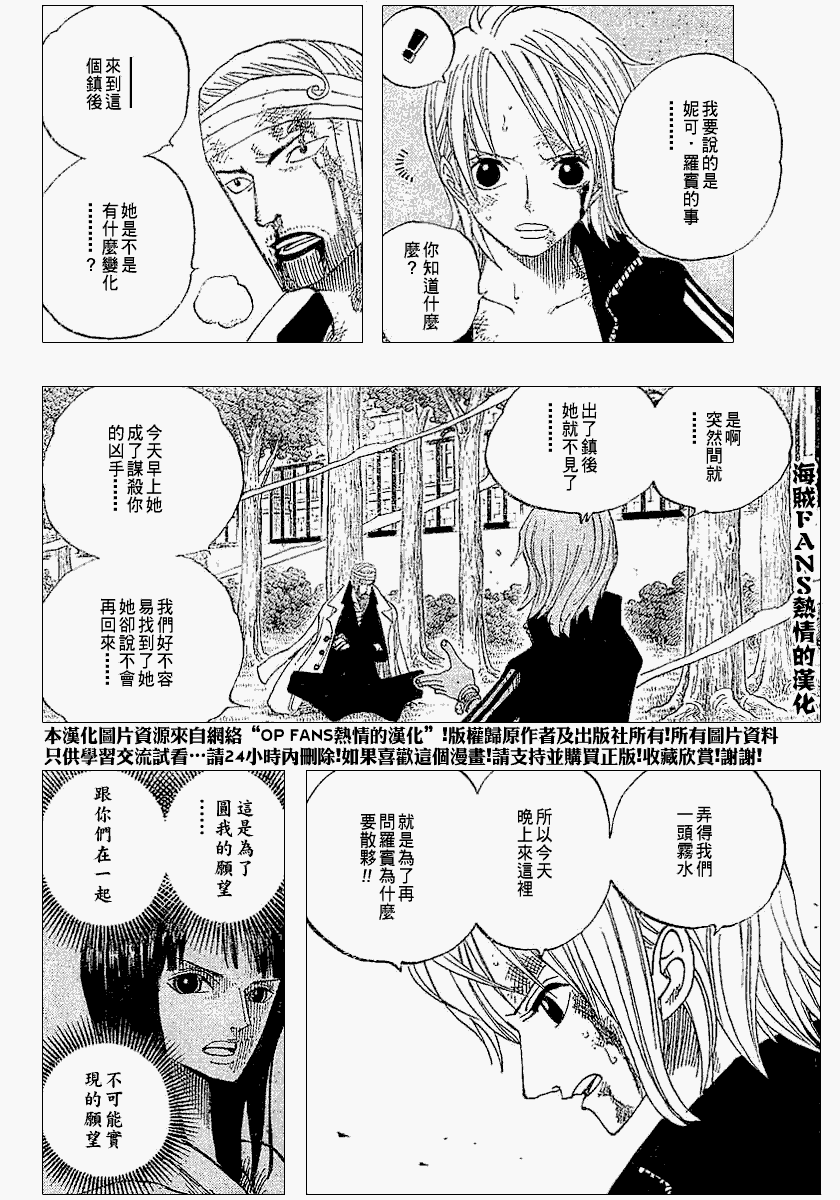 我要說的是
妮可．羅賓的事
………
！
你知道什麼
麼？
來到這
個鎮後
她是不是
有什麼變化
………？
是啊
突然間就
……
出了鎮後
她就不見了
……
今天早上她
成了謀殺你
的凶手……
我們好不容
易找到了她
她卻說不會
再回來……
海賊FANS熱情的漢化
本漢化圖片資源來自網絡“OP FANS熱情的漢化”!版權歸原作者及出版社所有!所有圖片資料
只供學習交流試看…請24小時內刪除!如果喜歡這個漫畫!請支持並購買正版!收藏欣賞!謝謝!
弄得我們
一頭霧水
所以今天
晚上來這裡
就是為了再
問羅賓為什麼
要散夥!!
這是為了
圓我的願望
……
跟你們在一起
不可能實
現的願望